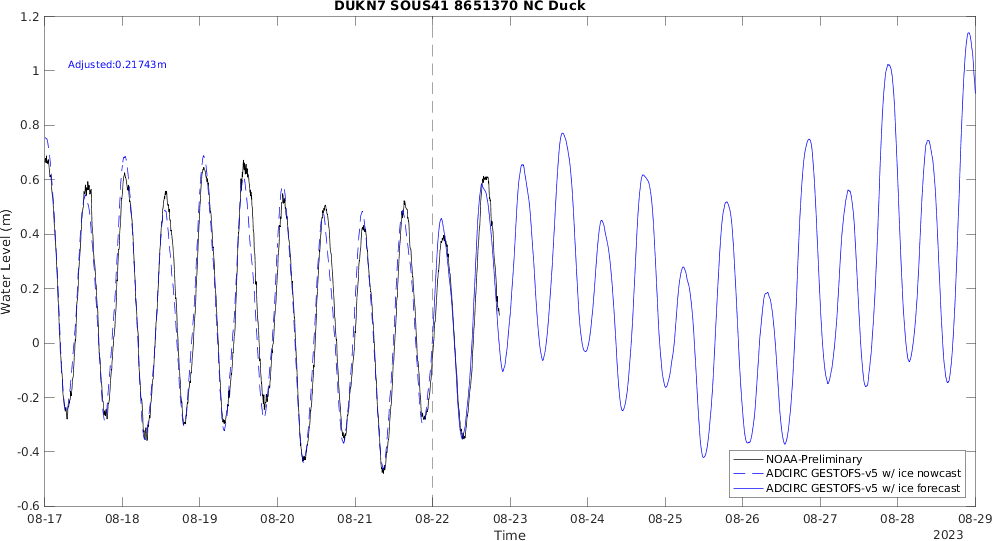 DUKN7 SOUS41 8651370 NC Duck
Adjusted:0.21743m
Water Level (m)
1.2
1
0.8
0.6
0.4
0.2
0
-0.2
-0.4
-0.6
NOAA-Preliminary
ADCIRC GESTOFS-v5 w/ ice nowcast
ADCIRC GESTOFS-v5 w/ ice forecast
08-17 08-18 08-19 08-20 08-21 08-22 08-23 08-24 08-25 08-26 08-27 08-28 08-29
Time
2023